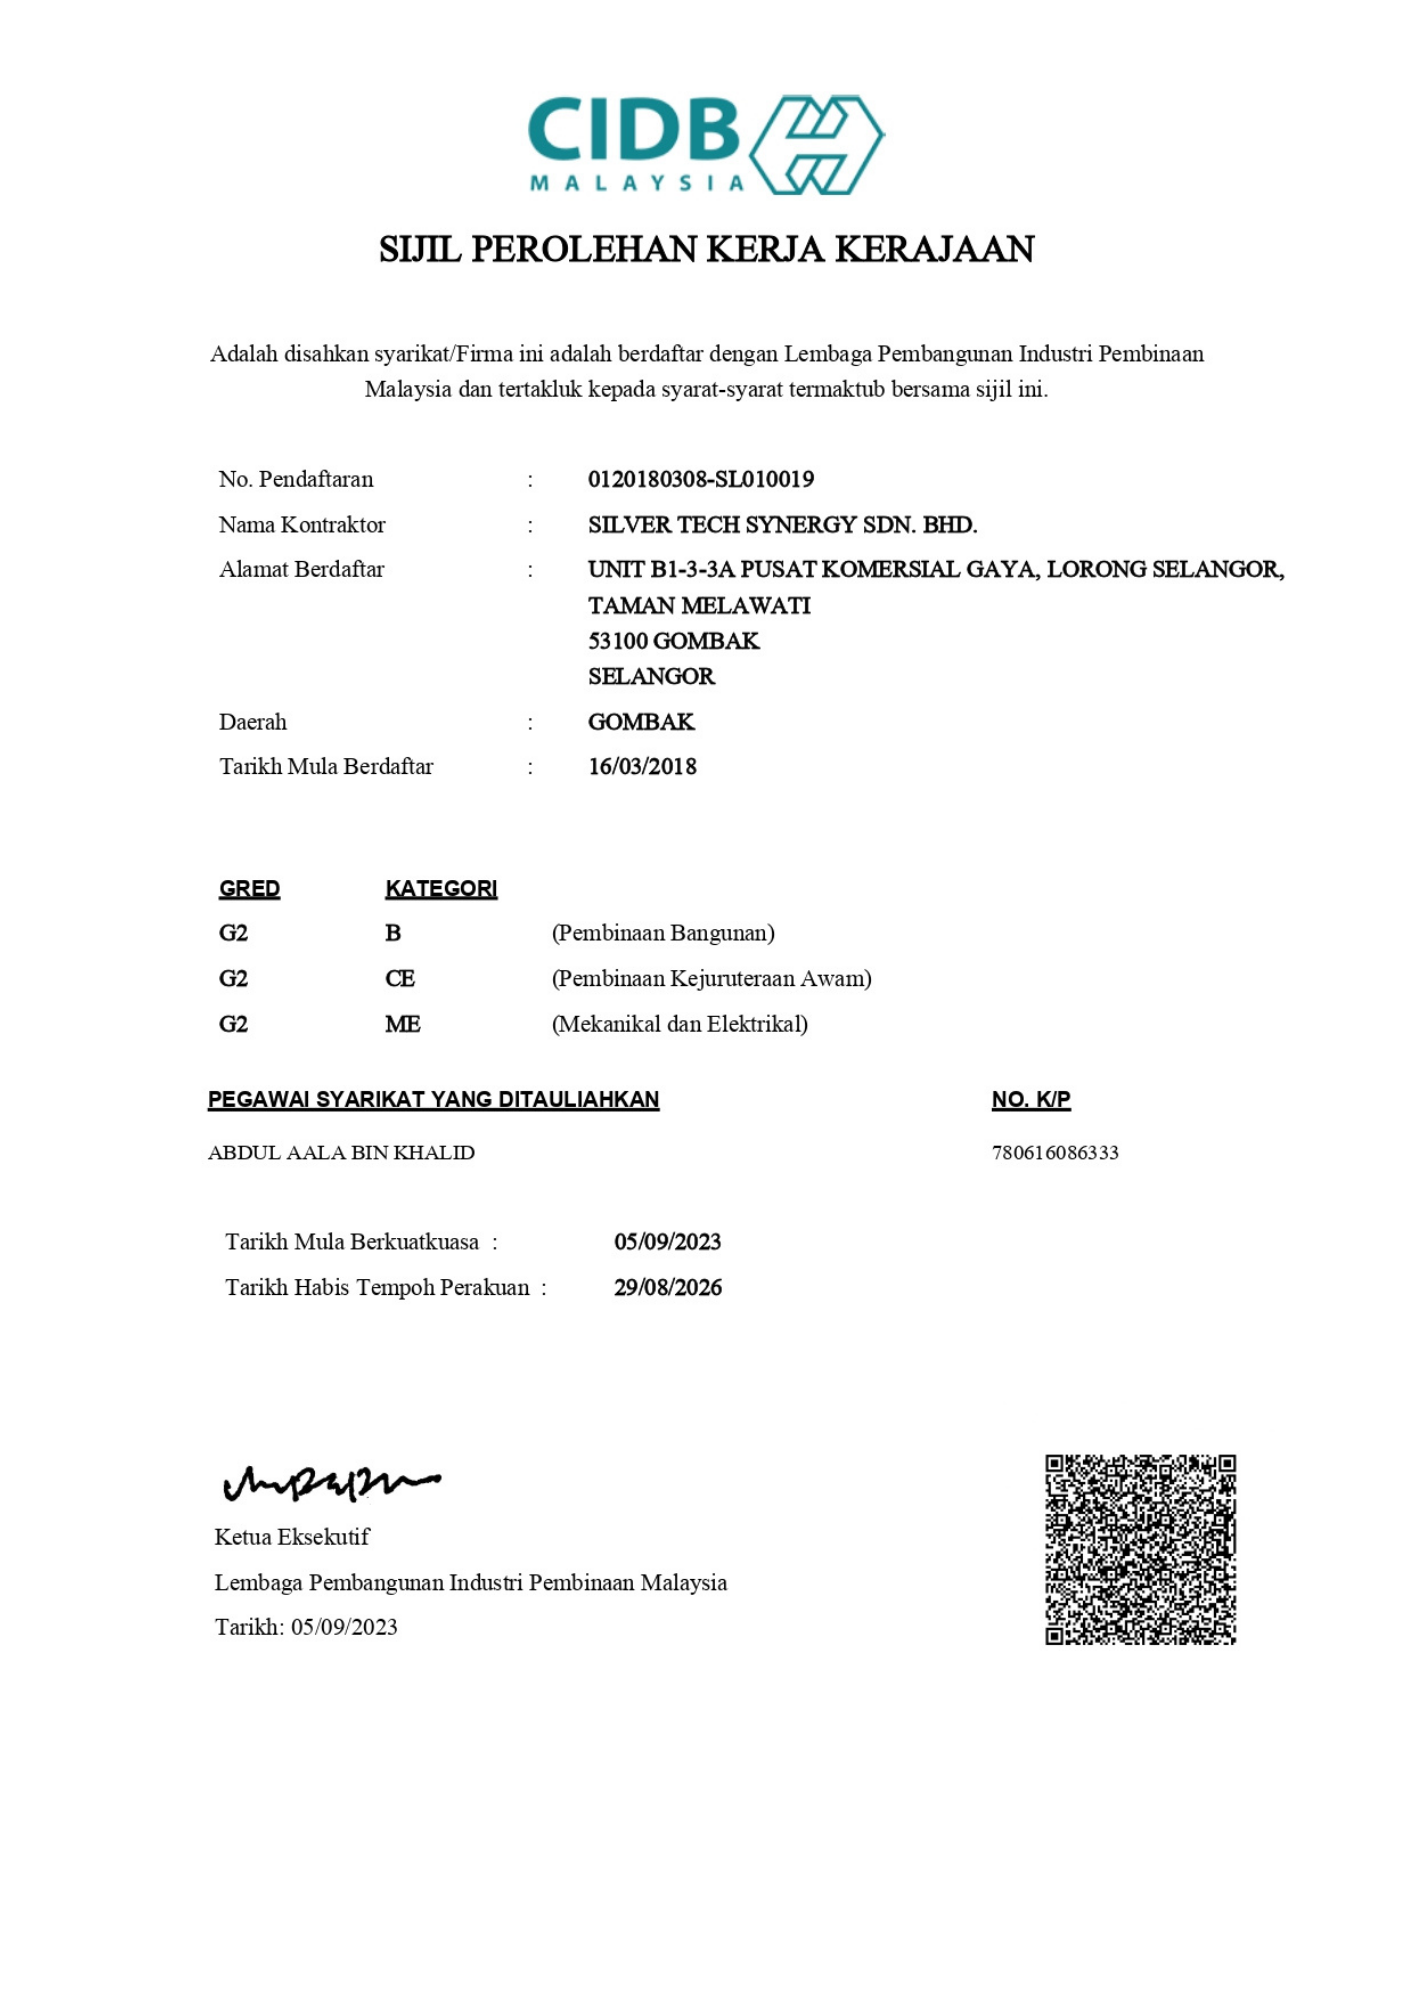 CIDB
MALAYSIA
SIJIL PEROLEHAN KERJA KERAJAAN
Adalah disahkan syarikat/Firma ini adalah berdaftar dengan Lembaga Pembangunan Industri Pembinaan
Malaysia dan tertakluk kepada syarat-syarat termaktub bersama sijil ini.
No. Pendaftaran : 0120180308-SL010019
Nama Kontraktor : SILVER TECH SYNERGY SDN. BHD.
Alamat Berdaftar : UNIT B1-3-3A PUSAT KOMERSIAL GAYA, LORONG SELANGOR,
TAMAN MELAWATI
53100 GOMBAK
SELANGOR
Daerah : GOMBAK
Tarikh Mula Berdaftar : 16/03/2018
GRED KATEGORI
G2 B (Pembinaan Bangunan)
G2 CE (Pembinaan Kejuruteraan Awam)
G2 ME (Mekanikal dan Elektrikal)
PEGAWAI SYARIKAT YANG DITAULIAHKAN NO. K/P
ABDUL AALA BIN KHALID 780616086333
Tarikh Mula Berkuatkuasa : 05/09/2023
Tarikh Habis Tempoh Perakuan : 29/08/2026
Ketua Eksekutif
Lembaga Pembangunan Industri Pembinaan Malaysia
Tarikh: 05/09/2023